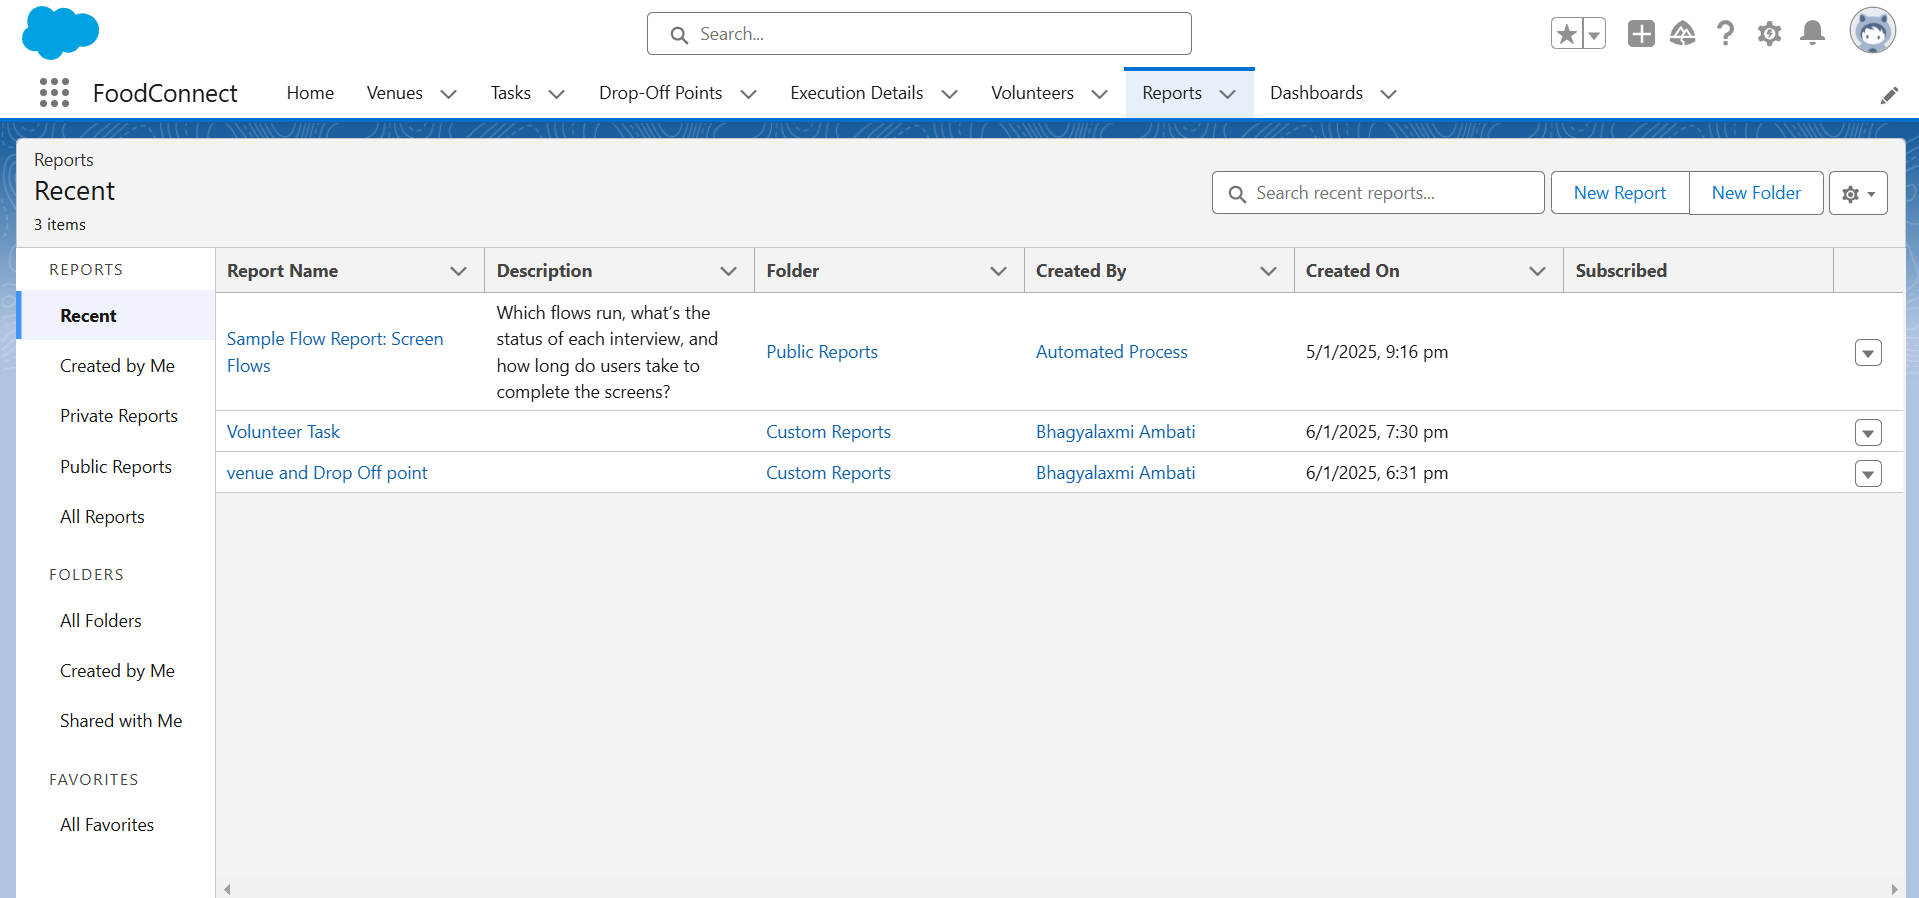 Search...
FoodConnect
Home
Venues
Tasks
Drop-Off Points
Execution Details
Volunteers
Reports
Dashboards
Reports
Recent
3 items
Search recent reports...
New Report
New Folder
REPORTS
Recent
Created by Me
Private Reports
Public Reports
All Reports
FOLDERS
All Folders
Created by Me
Shared with Me
FAVORITES
All Favorites
Report Name
Description
Folder
Created By
Created On
Subscribed
Sample Flow Report: Screen
Flows
Which flows run, what’s the
status of each interview, and
how long do users take to
complete the screens?
Public Reports
Automated Process
5/1/2025, 9:16 pm
Volunteer Task
Custom Reports
Bhagyalaxmi Ambati
6/1/2025, 7:30 pm
venue and Drop Off point
Custom Reports
Bhagyalaxmi Ambati
6/1/2025, 6:31 pm